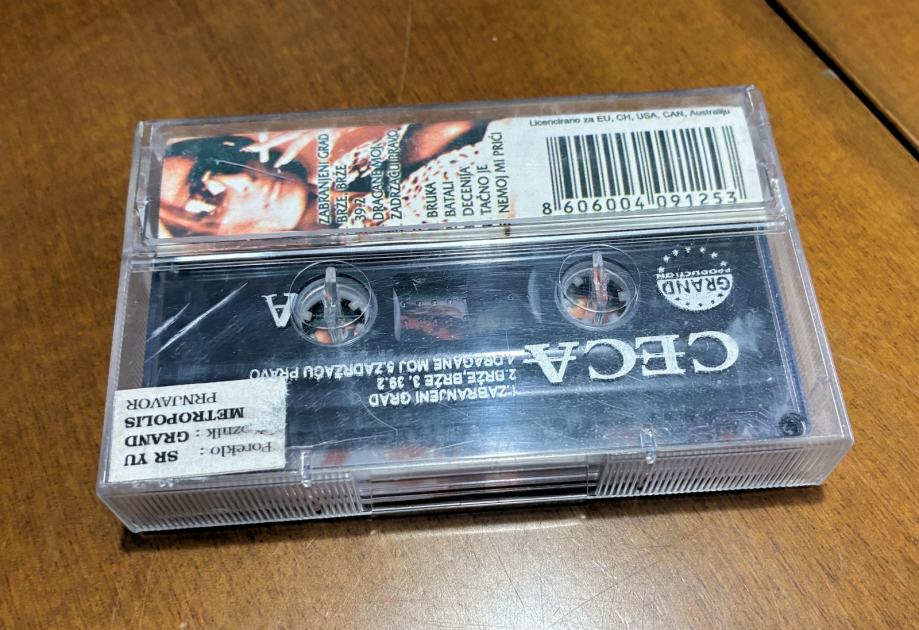 Licencirano za EU, CH, USA, CAN, Australiju
ZABRANJENI GRAD
BRŽE, BRŽE
39.2
DRAGANE MOJ
ZADRŽAĆU PRAVO
BRUKA
BATALI
DECENIJA
TAČNO JE
NEMOJ MI PRIĆI
8 606004 091253
GRAND
PRODUCTION
CECA
A
1.ZABRANJENI GRAD
2.BRŽE,BRŽE 3. 39.2
4.DRAGANE MOJ 5.ZADRŽAĆU PRAVO
Poreklo : SR YU
: GRAND
METROPOLIS
PRNJAVOR